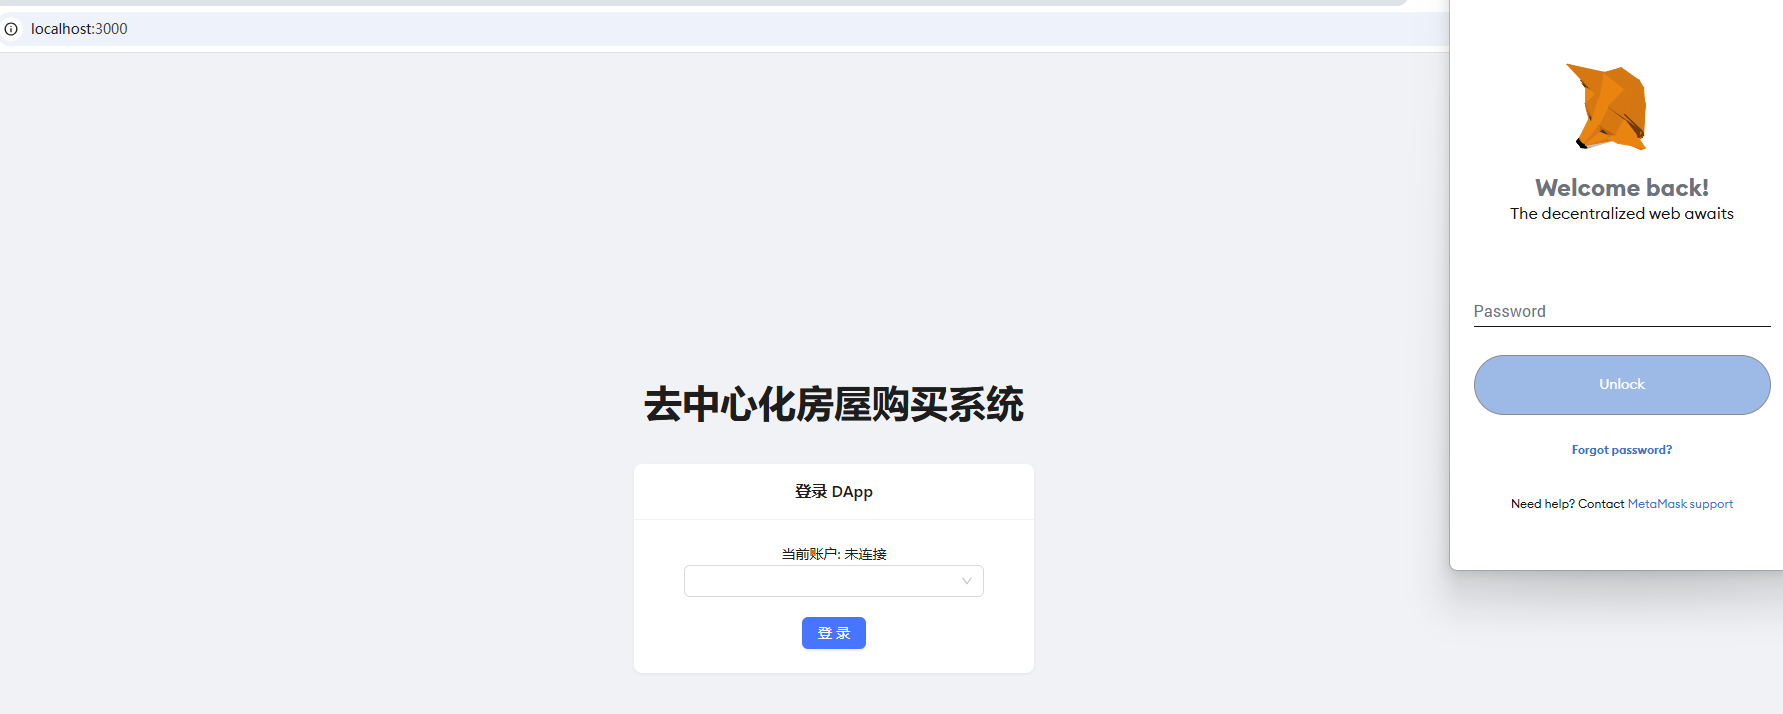 localhost:3000
去中心化房屋购买系统
登录 DApp
当前账户: 未连接
登 录
Welcome back!
The decentralized web awaits
Password
Unlock
Forgot password?
Need help? Contact MetaMask support